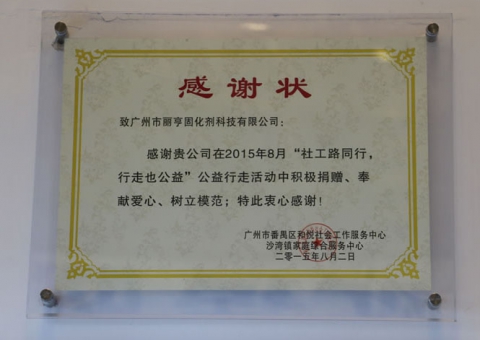 感谢状
致广州市丽亨固化剂科技有限公司：
感谢贵公司在2015年8月“社工路同行，
行走也公益”公益行走活动中积极捐赠、奉
献爱心、树立模范；特此衷心感谢！
广州市番禺区和悦社会工作服务中心
沙湾镇家庭综合服务中心
二零一五年八月二日